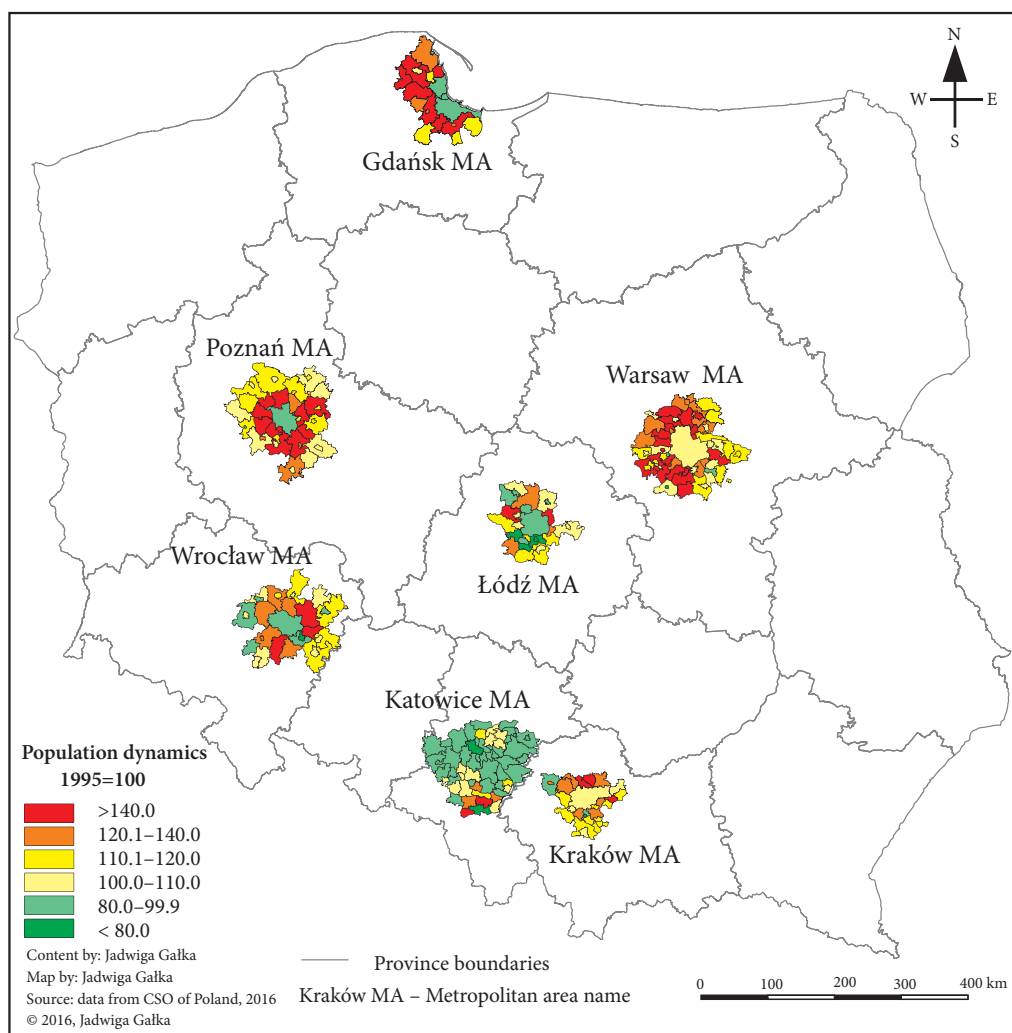 N
W E
S
Gdańsk MA
Poznań MA
Warsaw MA
Wrocław MA
Łódź MA
Katowice MA
Kraków MA
Population dynamics
1995=100
>140.0
120.1–140.0
110.1–120.0
100.0–110.0
80.0–99.9
< 80.0
Content by: Jadwiga Gałka
Map by: Jadwiga Gałka
Source: data from CSO of Poland, 2016
© 2016, Jadwiga Gałka
Province boundaries
Kraków MA – Metropolitan area name
0 100 200 300 400 km